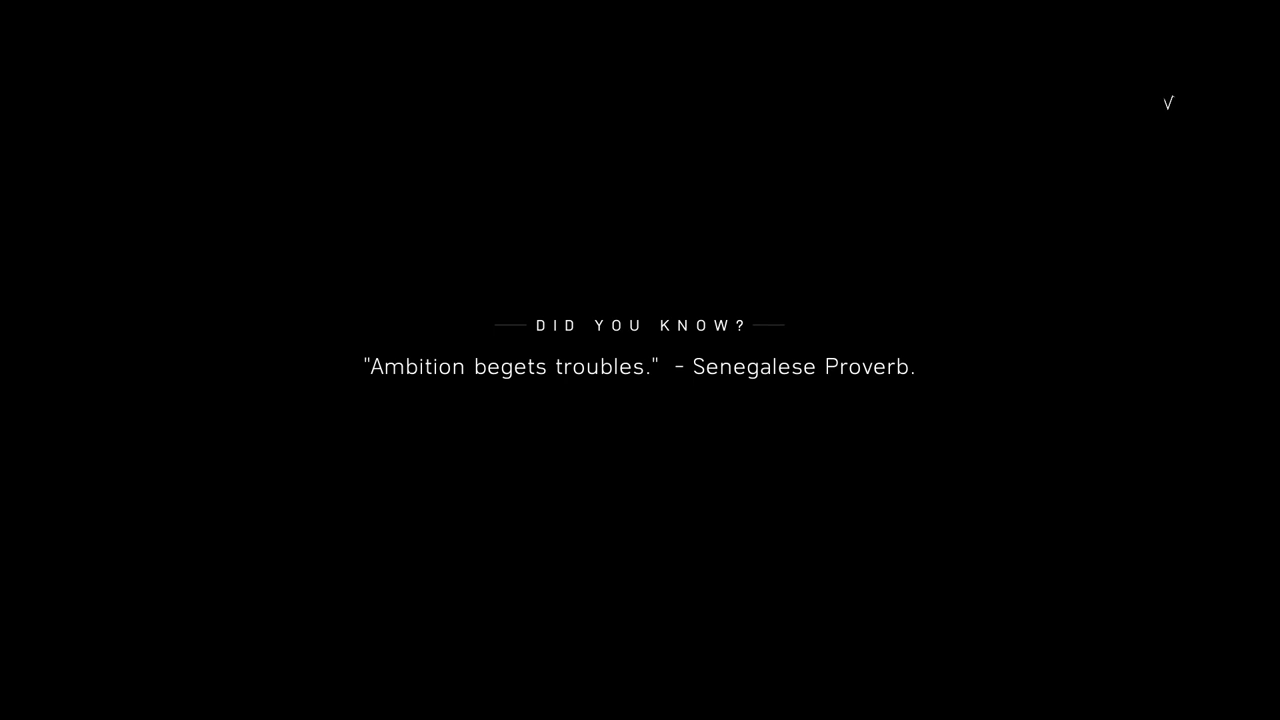 √
DID YOU KNOW?
"Ambition begets troubles." - Senegalese Proverb.